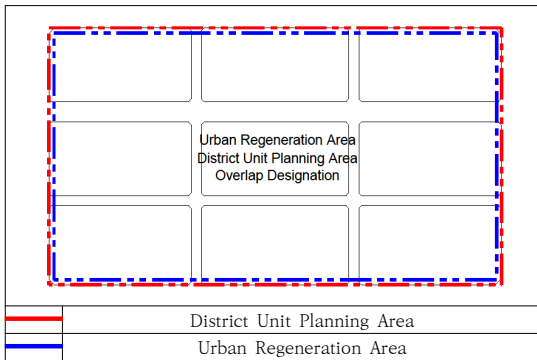 Urban Regeneration Area
District Unit Planning Area
Overlap Designation
District Unit Planning Area
Urban Regeneration Area